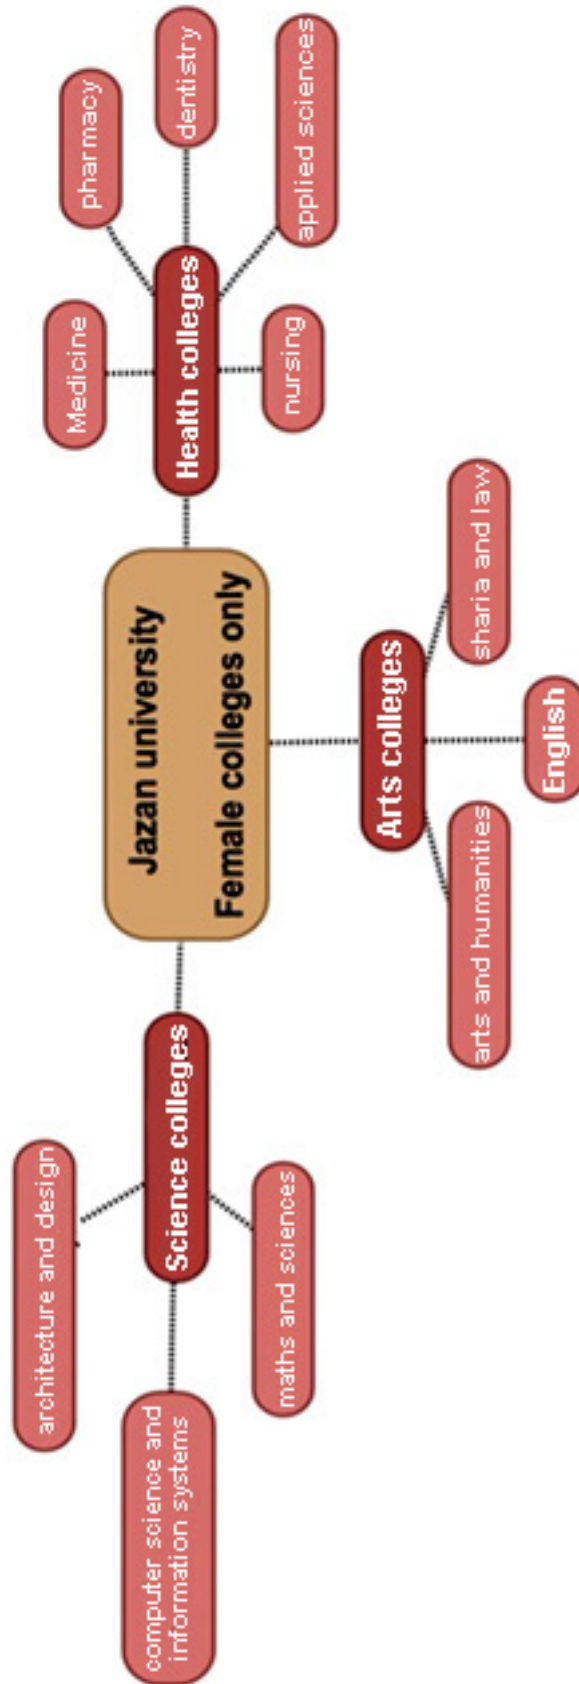 Jazan university
Female colleges only
Science colleges
architecture and design
computer science and
information systems
maths and sciences
Arts colleges
arts and humanities
English
sharia and law
Health colleges
Medicine
pharmacy
dentistry
applied sciences
nursing